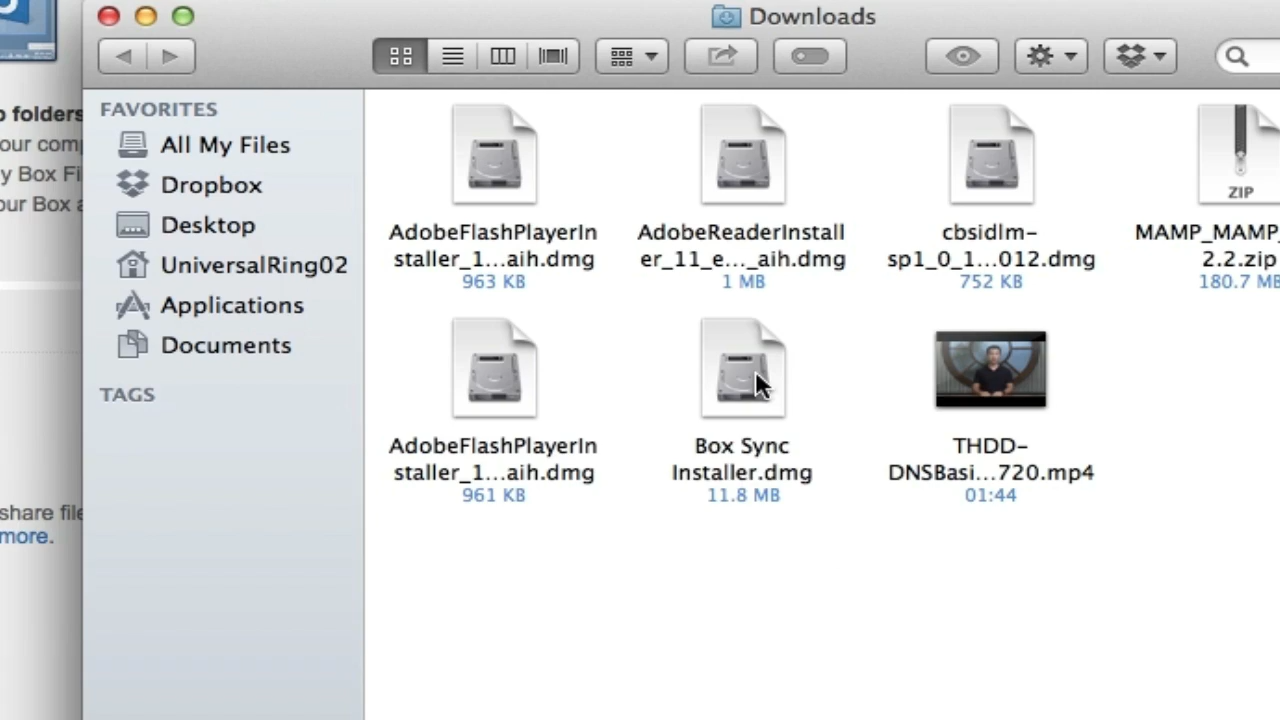 Downloads
p folders
our comp
y Box Fi
our Box a
share file
more.
FAVORITES
All My Files
Dropbox
Desktop
UniversalRing02
Applications
Documents
TAGS
AdobeFlashPlayerIn
staller_1...aih.dmg
963 KB
AdobeReaderInstall
er_11_e..._aih.dmg
1 MB
cbsidlm-
sp1_0_1...012.dmg
752 KB
ZIP
MAMP_MAMP_
2.2.zip
180.7 MB
AdobeFlashPlayerIn
staller_1...aih.dmg
961 KB
Box Sync
Installer.dmg
11.8 MB
THDD-
DNSBasi...720.mp4
01:44